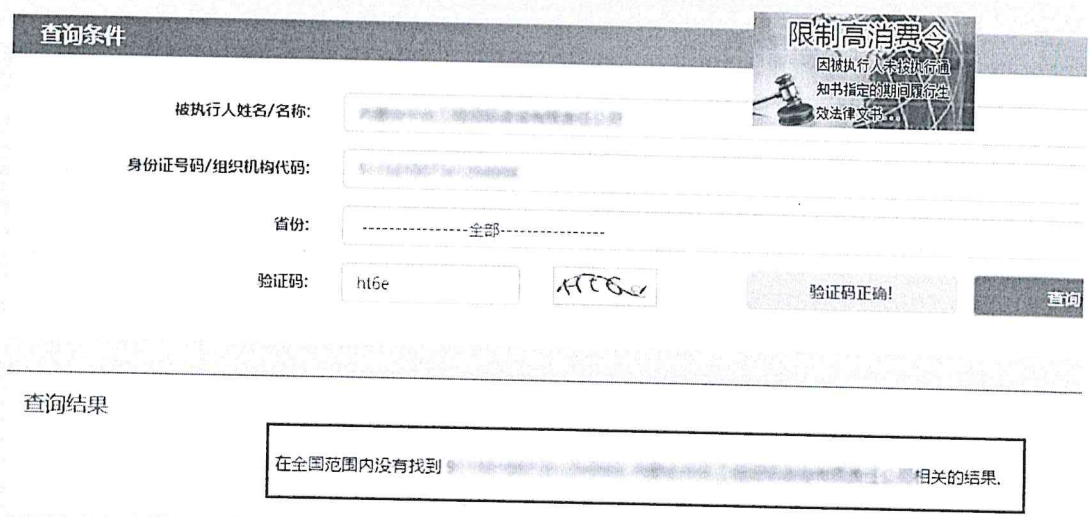 查询条件
限制高消费令
因被执行人未按执行通
知书指定的期间履行生
效法律文书...
被执行人姓名/名称:
身份证号码/组织机构代码:
省份:
-----------------全部----------------
验证码:
ht6e
验证码正确!
查询
查询结果
在全国范围内没有找到
相关的结果.